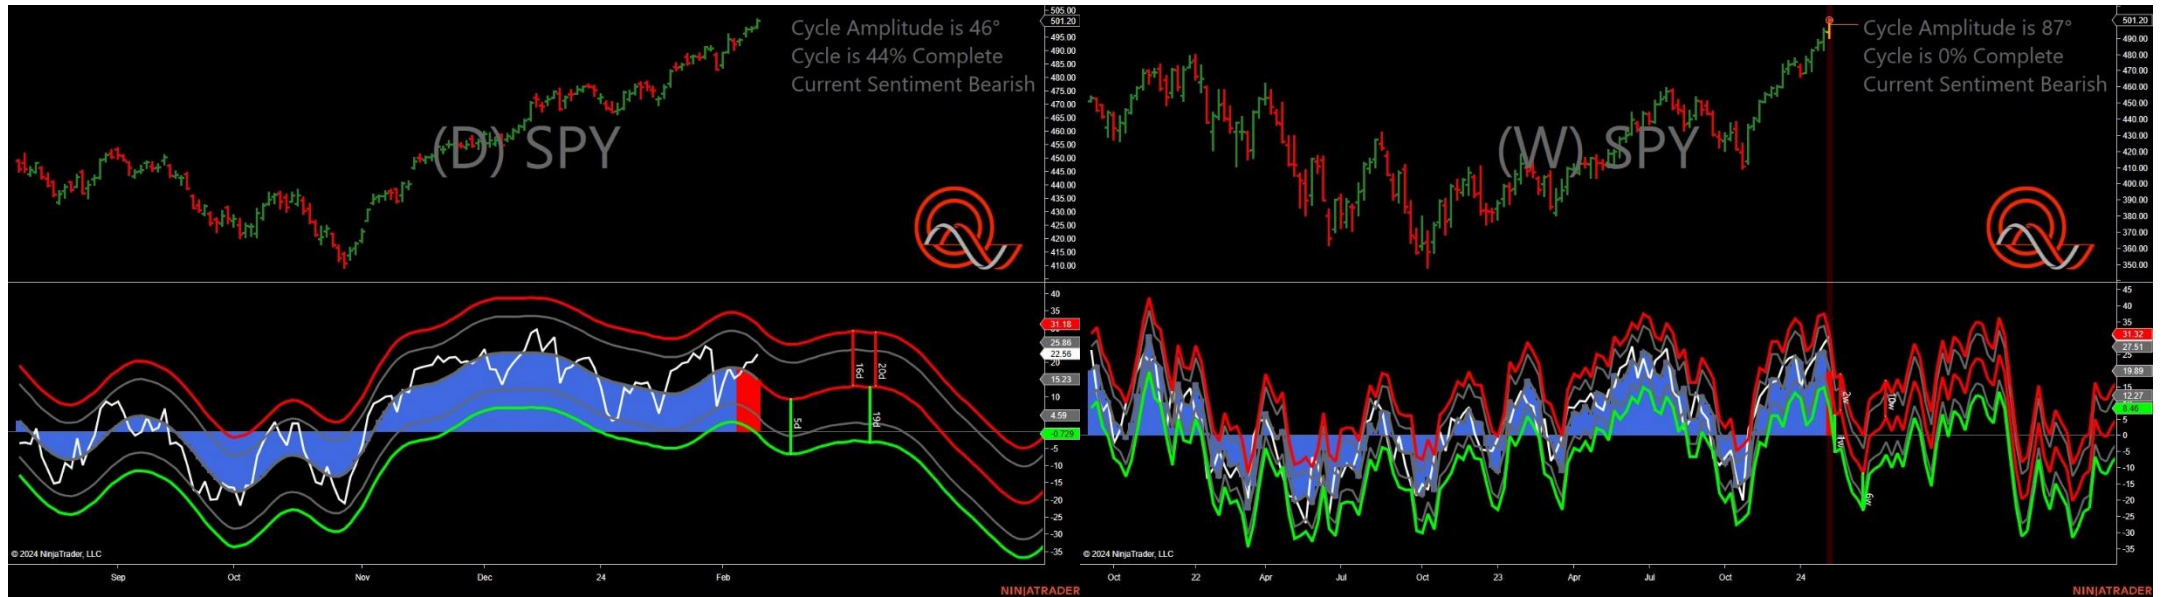 Cycle Amplitude is 46°
Cycle is 44% Complete
Current Sentiment Bearish
(D) SPY
505.00
501.20
495.00
490.00
485.00
480.00
475.00
470.00
465.00
460.00
455.00
450.00
445.00
440.00
435.00
430.00
425.00
420.00
415.00
410.00
40
35
31.18
25.86
22.56
20
15.23
10
4.59
-0.729
-5
-10
-15
-20
-25
-30
-35
16d
20d
5d
19d
© 2024 NinjaTrader, LLC
Sep
Oct
Nov
Dec
24
Feb
NINJATRADER
Cycle Amplitude is 87°
Cycle is 0% Complete
Current Sentiment Bearish
(W) SPY
501.20
490.00
480.00
470.00
460.00
450.00
440.00
430.00
420.00
410.00
400.00
390.00
380.00
370.00
360.00
350.00
45
40
35
31.32
27.51
25
19.89
15
12.27
8.46
5
0
-5
-10
-15
-20
-25
-30
-35
2w
10w
6w
© 2024 NinjaTrader, LLC
Oct
22
Apr
Jul
Oct
23
Apr
Jul
Oct
24
NINJATRADER